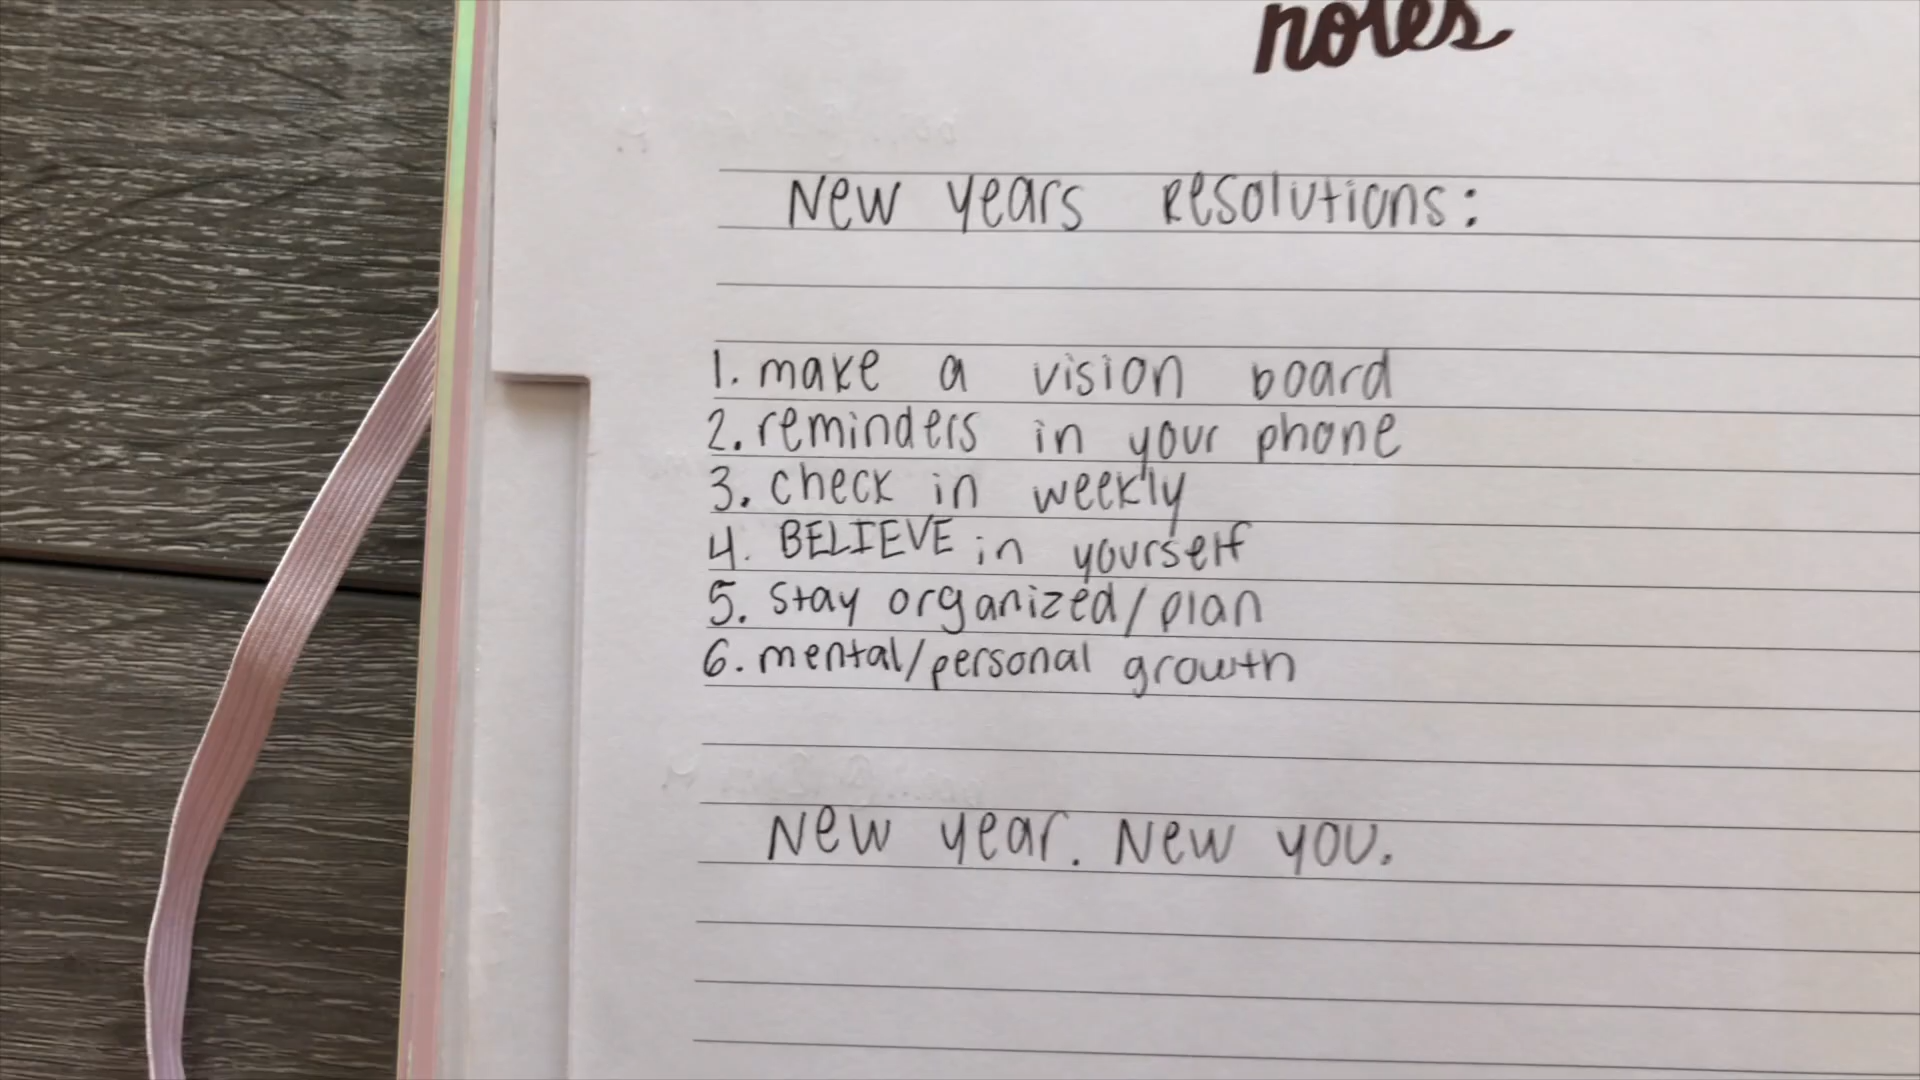 notes
New years resolutions:
1. make a vision board
2. reminders in your phone
3. check in weekly
4. BELIEVE in yourself
5. stay organized/plan
6. mental/personal growth
New year. New you.